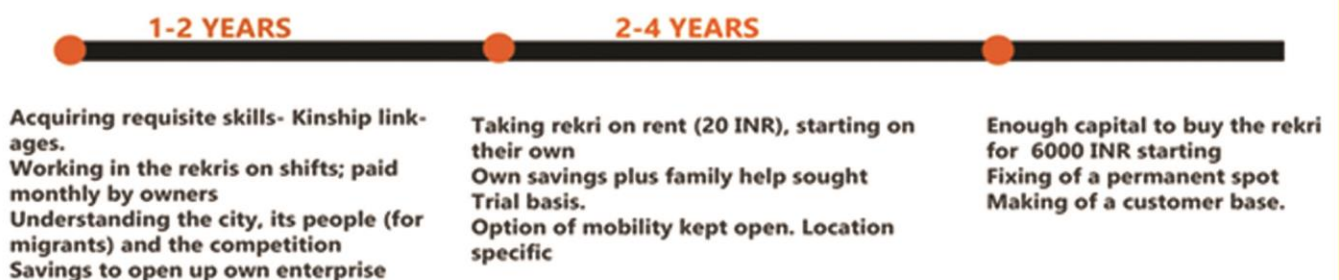 1-2 YEARS
2-4 YEARS
Acquiring requisite skills- Kinship link-
ages.
Working in the rekris on shifts; paid
monthly by owners
Understanding the city, its people (for
migrants) and the competition
Savings to open up own enterprise
Taking rekri on rent (20 INR), starting on
their own
Own savings plus family help sought
Trial basis.
Option of mobility kept open. Location
specific
Enough capital to buy the rekri
for 6000 INR starting
Fixing of a permanent spot
Making of a customer base.